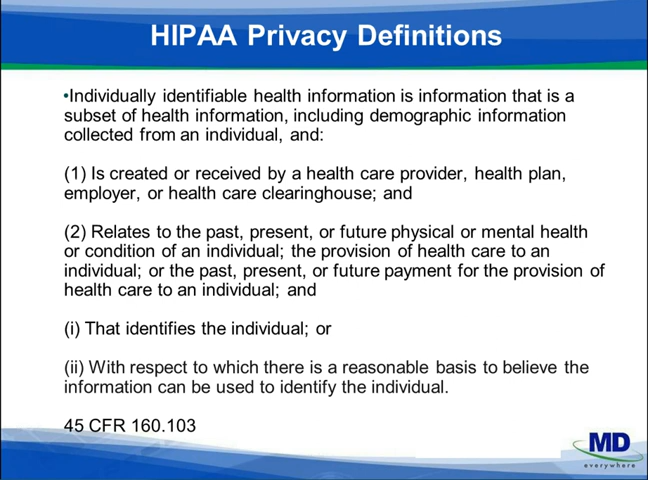 HIPAA Privacy Definitions
•Individually identifiable health information is information that is a
subset of health information, including demographic information
collected from an individual, and:
(1) Is created or received by a health care provider, health plan,
employer, or health care clearinghouse; and
(2) Relates to the past, present, or future physical or mental health
or condition of an individual; the provision of health care to an
individual; or the past, present, or future payment for the provision of
health care to an individual; and
(i) That identifies the individual; or
(ii) With respect to which there is a reasonable basis to believe the
information can be used to identify the individual.
45 CFR 160.103
MD
everywhere